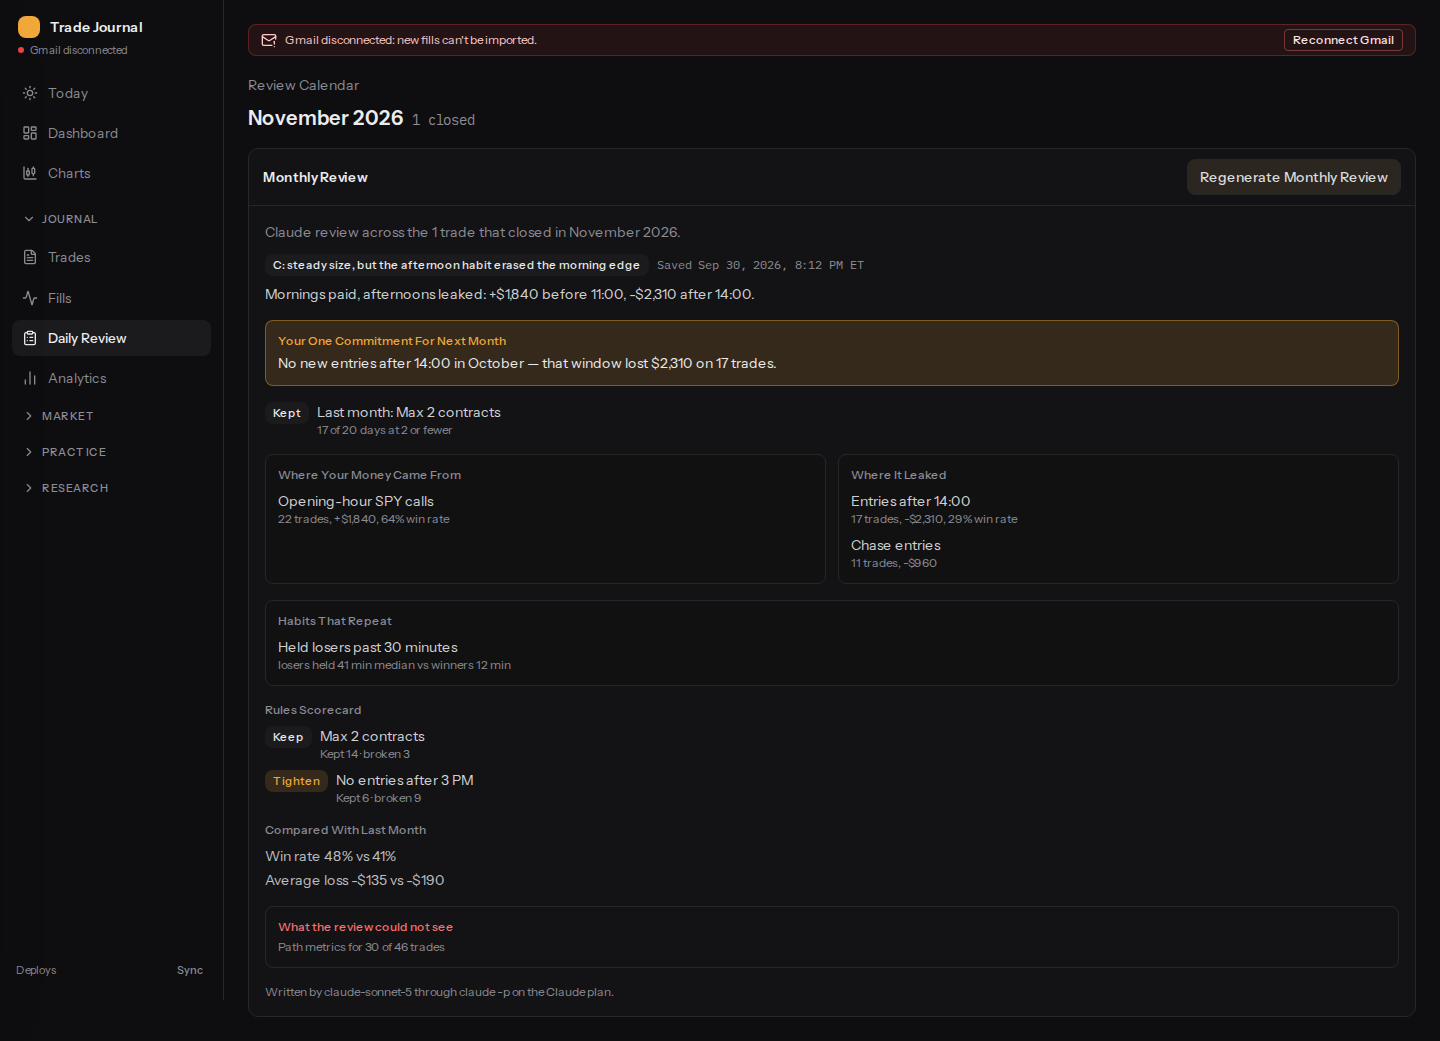 Trade Journal
Gmail disconnected
Today
Dashboard
Charts
JOURNAL
Trades
Fills
Daily Review
Analytics
MARKET
PRACTICE
RESEARCH
Deploys
Sync
Gmail disconnected: new fills can't be imported.
Reconnect Gmail
Review Calendar
November 2026 1 closed
Monthly Review
Regenerate Monthly Review
Claude review across the 1 trade that closed in November 2026.
C: steady size, but the afternoon habit erased the morning edge
Saved Sep 30, 2026, 8:12 PM ET
Mornings paid, afternoons leaked: +$1,840 before 11:00, -$2,310 after 14:00.
Your One Commitment For Next Month
No new entries after 14:00 in October — that window lost $2,310 on 17 trades.
Kept
Last month: Max 2 contracts
17 of 20 days at 2 or fewer
Where Your Money Came From
Opening-hour SPY calls
22 trades, +$1,840, 64% win rate
Where It Leaked
Entries after 14:00
17 trades, -$2,310, 29% win rate
Chase entries
11 trades, -$960
Habits That Repeat
Held losers past 30 minutes
losers held 41 min median vs winners 12 min
Rules Scorecard
Keep
Max 2 contracts
Kept 14 · broken 3
Tighten
No entries after 3 PM
Kept 6 · broken 9
Compared With Last Month
Win rate 48% vs 41%
Average loss -$135 vs -$190
What the review could not see
Path metrics for 30 of 46 trades
Written by claude-sonnet-5 through claude -p on the Claude plan.